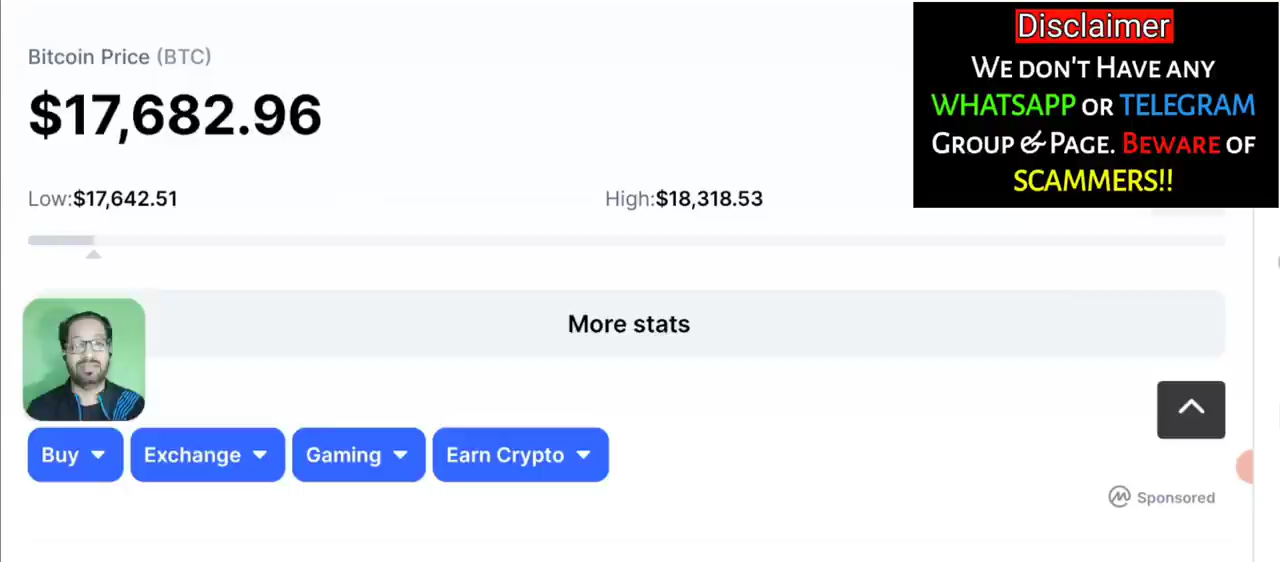 Bitcoin Price (BTC)
$17,682.96
Low:$17,642.51
High:$18,318.53
Disclaimer
WE DON'T HAVE ANY
WHATSAPP OR TELEGRAM
GROUP & PAGE. BEWARE OF
SCAMMERS!!
More stats
Buy
Exchange
Gaming
Earn Crypto
Sponsored